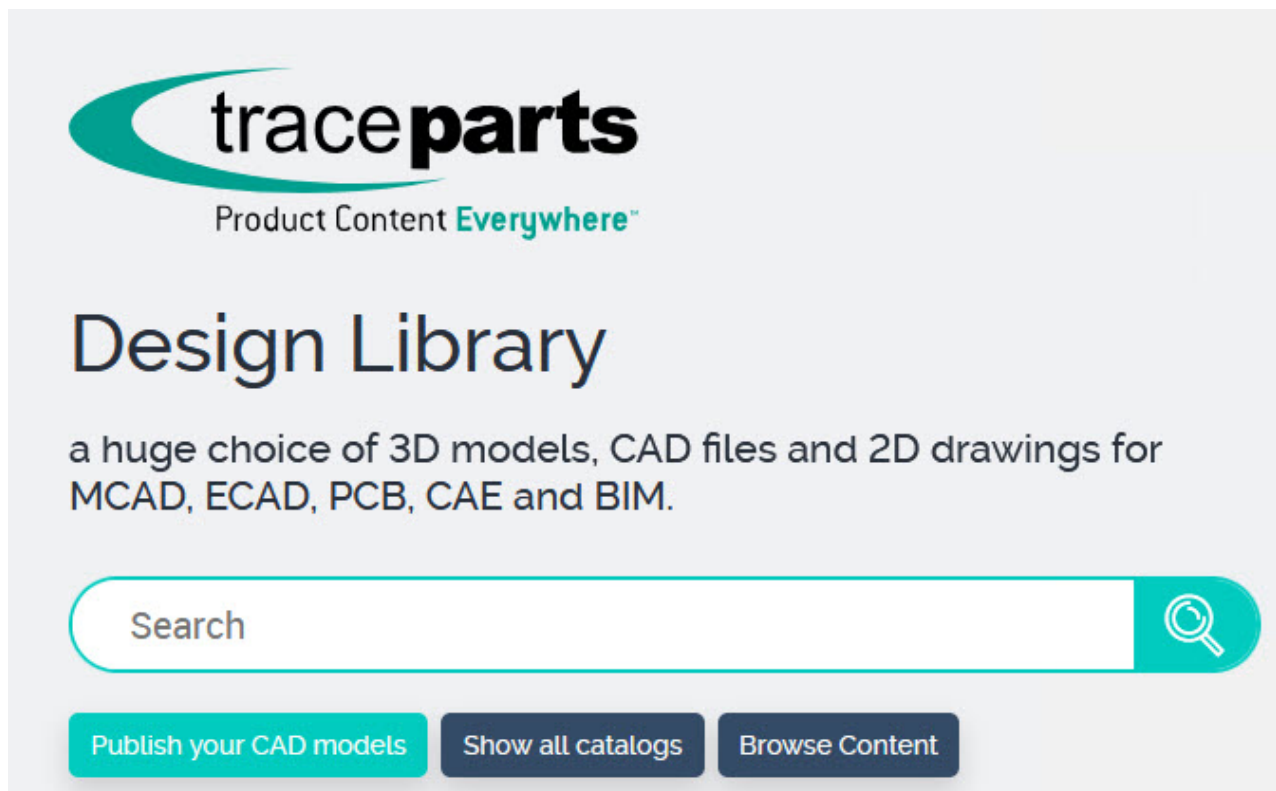 traceparts
Product Content Everywhere™
Design Library
a huge choice of 3D models, CAD files and 2D drawings for
MCAD, ECAD, PCB, CAE and BIM.
Search
Publish your CAD models Show all catalogs Browse Content